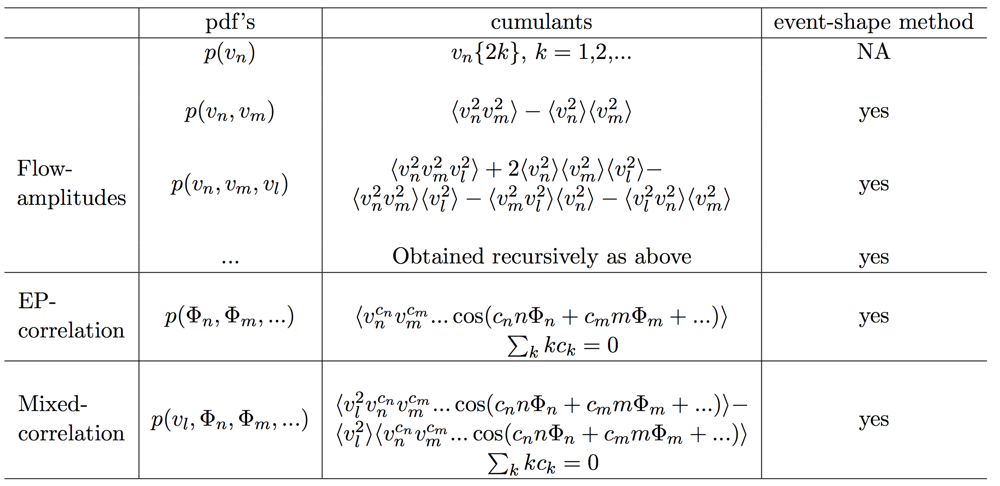 pdf's cumulants event-shape method
p(v_n) v_n{2k}, k = 1,2,... NA
p(v_n, v_m) ⟨v_n^2 v_m^2⟩ − ⟨v_n^2⟩⟨v_m^2⟩ yes
Flow-
amplitudes
p(v_n, v_m, v_l)
⟨v_n^2 v_m^2 v_l^2⟩ + 2⟨v_n^2⟩⟨v_m^2⟩⟨v_l^2⟩−
⟨v_n^2 v_m^2⟩⟨v_l^2⟩ − ⟨v_m^2 v_l^2⟩⟨v_n^2⟩ − ⟨v_l^2 v_n^2⟩⟨v_m^2⟩
yes
... Obtained recursively as above yes
EP-
correlation
p(Φ_n, Φ_m, ...)
⟨v_n^{c_n} v_m^{c_m}... cos(c_n nΦ_n + c_m mΦ_m + ...)⟩
∑_k kc_k = 0
yes
Mixed-
correlation
p(v_l, Φ_n, Φ_m, ...)
⟨v_l^2 v_n^{c_n} v_m^{c_m}... cos(c_n nΦ_n + c_m mΦ_m + ...)⟩−
⟨v_l^2⟩⟨v_n^{c_n} v_m^{c_m}... cos(c_n nΦ_n + c_m mΦ_m + ...)⟩
∑_k kc_k = 0
yes